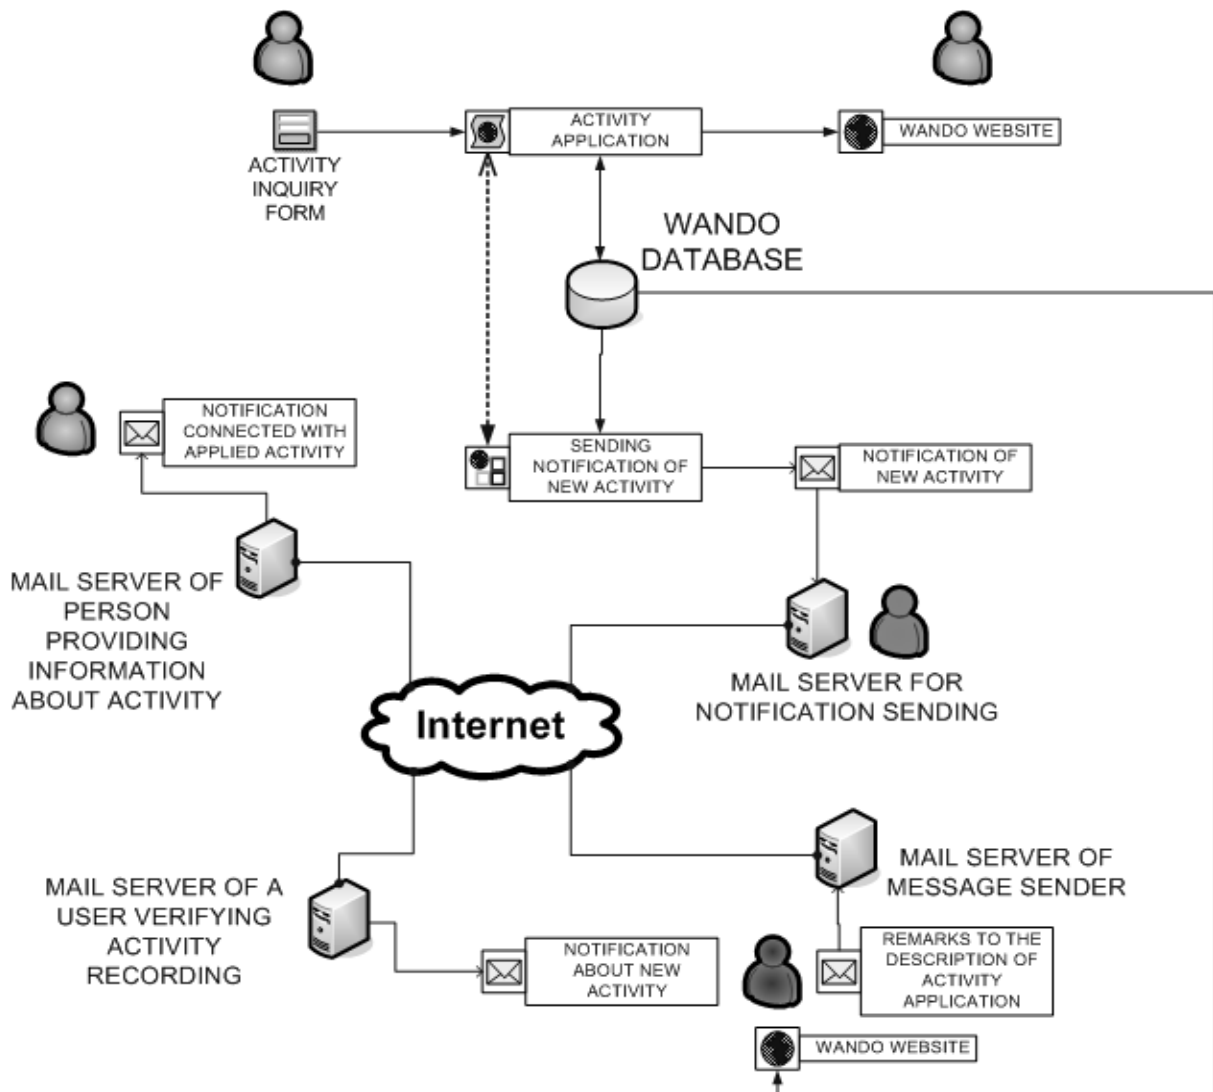 ACTIVITY
APPLICATION
WANDO WEBSITE
ACTIVITY
INQUIRY
FORM
WANDO
DATABASE
NOTIFICATION
CONNECTED WITH
APPLIED ACTIVITY
SENDING
NOTIFICATION OF
NEW ACTIVITY
NOTIFICATION OF
NEW ACTIVITY
MAIL SERVER OF
PERSON
PROVIDING
INFORMATION
ABOUT ACTIVITY
MAIL SERVER FOR
NOTIFICATION SENDING
Internet
MAIL SERVER OF
MESSAGE SENDER
MAIL SERVER OF A
USER VERIFYING
ACTIVITY
RECORDING
NOTIFICATION
ABOUT NEW
ACTIVITY
REMARKS TO THE
DESCRIPTION OF
ACTIVITY
APPLICATION
WANDO WEBSITE